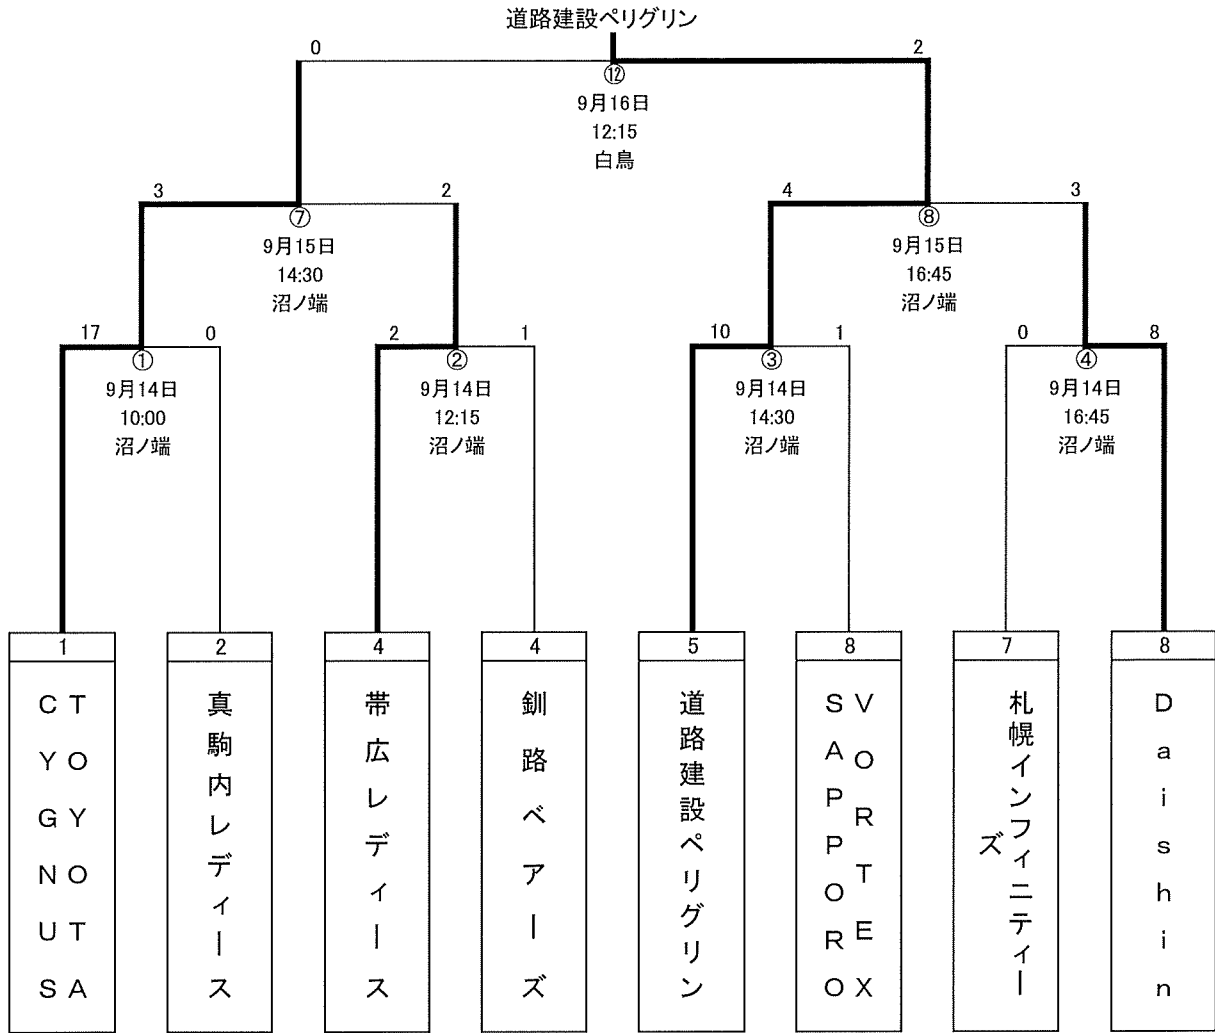 道路建設ペリグリン
0
2
⑫
9月16日
12:15
白鳥
3
2
4
3
⑦
9月15日
14:30
沼ノ端
⑧
9月15日
16:45
沼ノ端
17
0
2
1
10
1
0
8
①
9月14日
10:00
沼ノ端
②
9月14日
12:15
沼ノ端
③
9月14日
14:30
沼ノ端
④
9月14日
16:45
沼ノ端
1
2
4
4
5
8
7
8
TOYOTA
CYGNUS
真駒内レディース
帯広レディース
釧路ベアーズ
道路建設ペリグリン
VORTEX
SAPPORO
札幌インフィニティー
ズ
Daishin